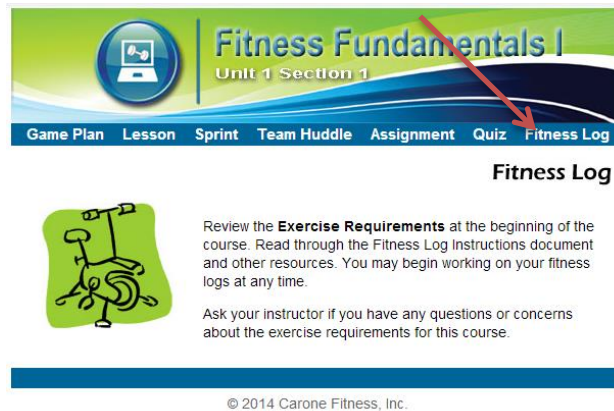 Fitness Fundamentals I
Unit 1 Section 1
Game Plan Lesson Sprint Team Huddle Assignment Quiz Fitness Log
Fitness Log
Review the Exercise Requirements at the beginning of the
course. Read through the Fitness Log Instructions document
and other resources. You may begin working on your fitness
logs at any time.
Ask your instructor if you have any questions or concerns
about the exercise requirements for this course.
© 2014 Carone Fitness, Inc.